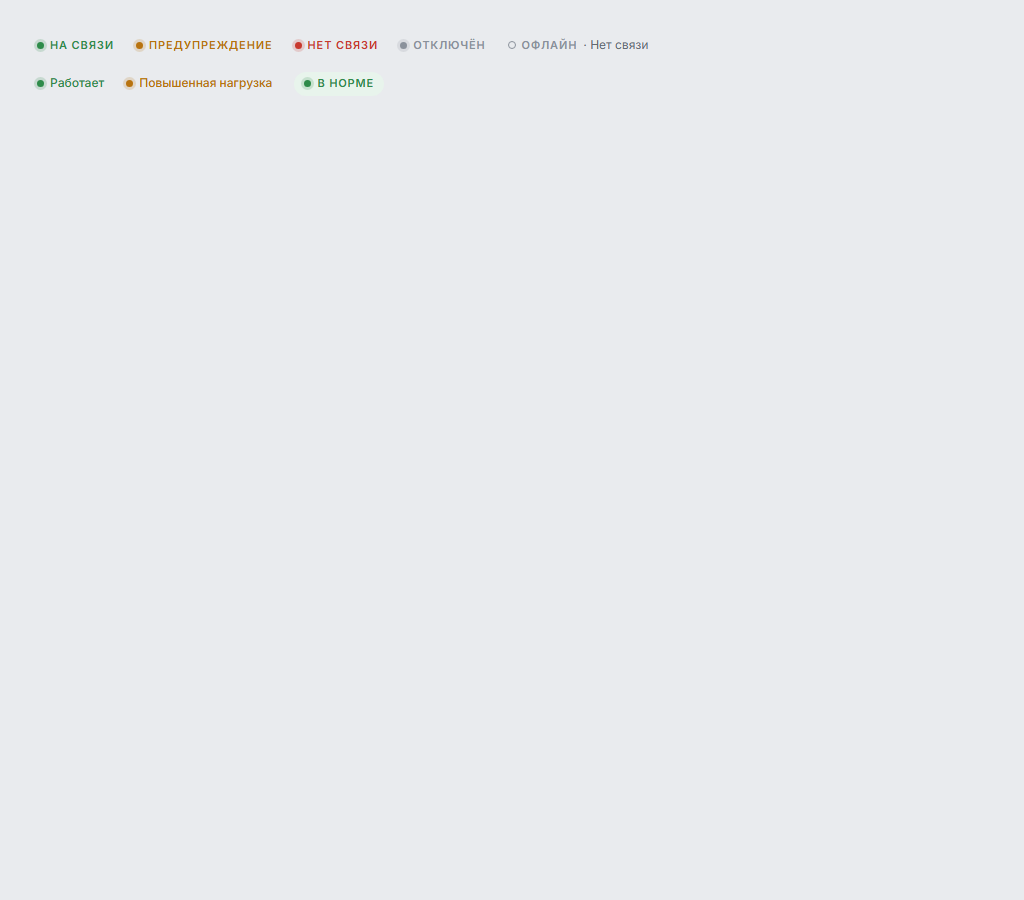 НА СВЯЗИ ПРЕДУПРЕЖДЕНИЕ НЕТ СВЯЗИ ОТКЛЮЧЁН ОФЛАЙН · Нет связи
Работает Повышенная нагрузка В НОРМЕ